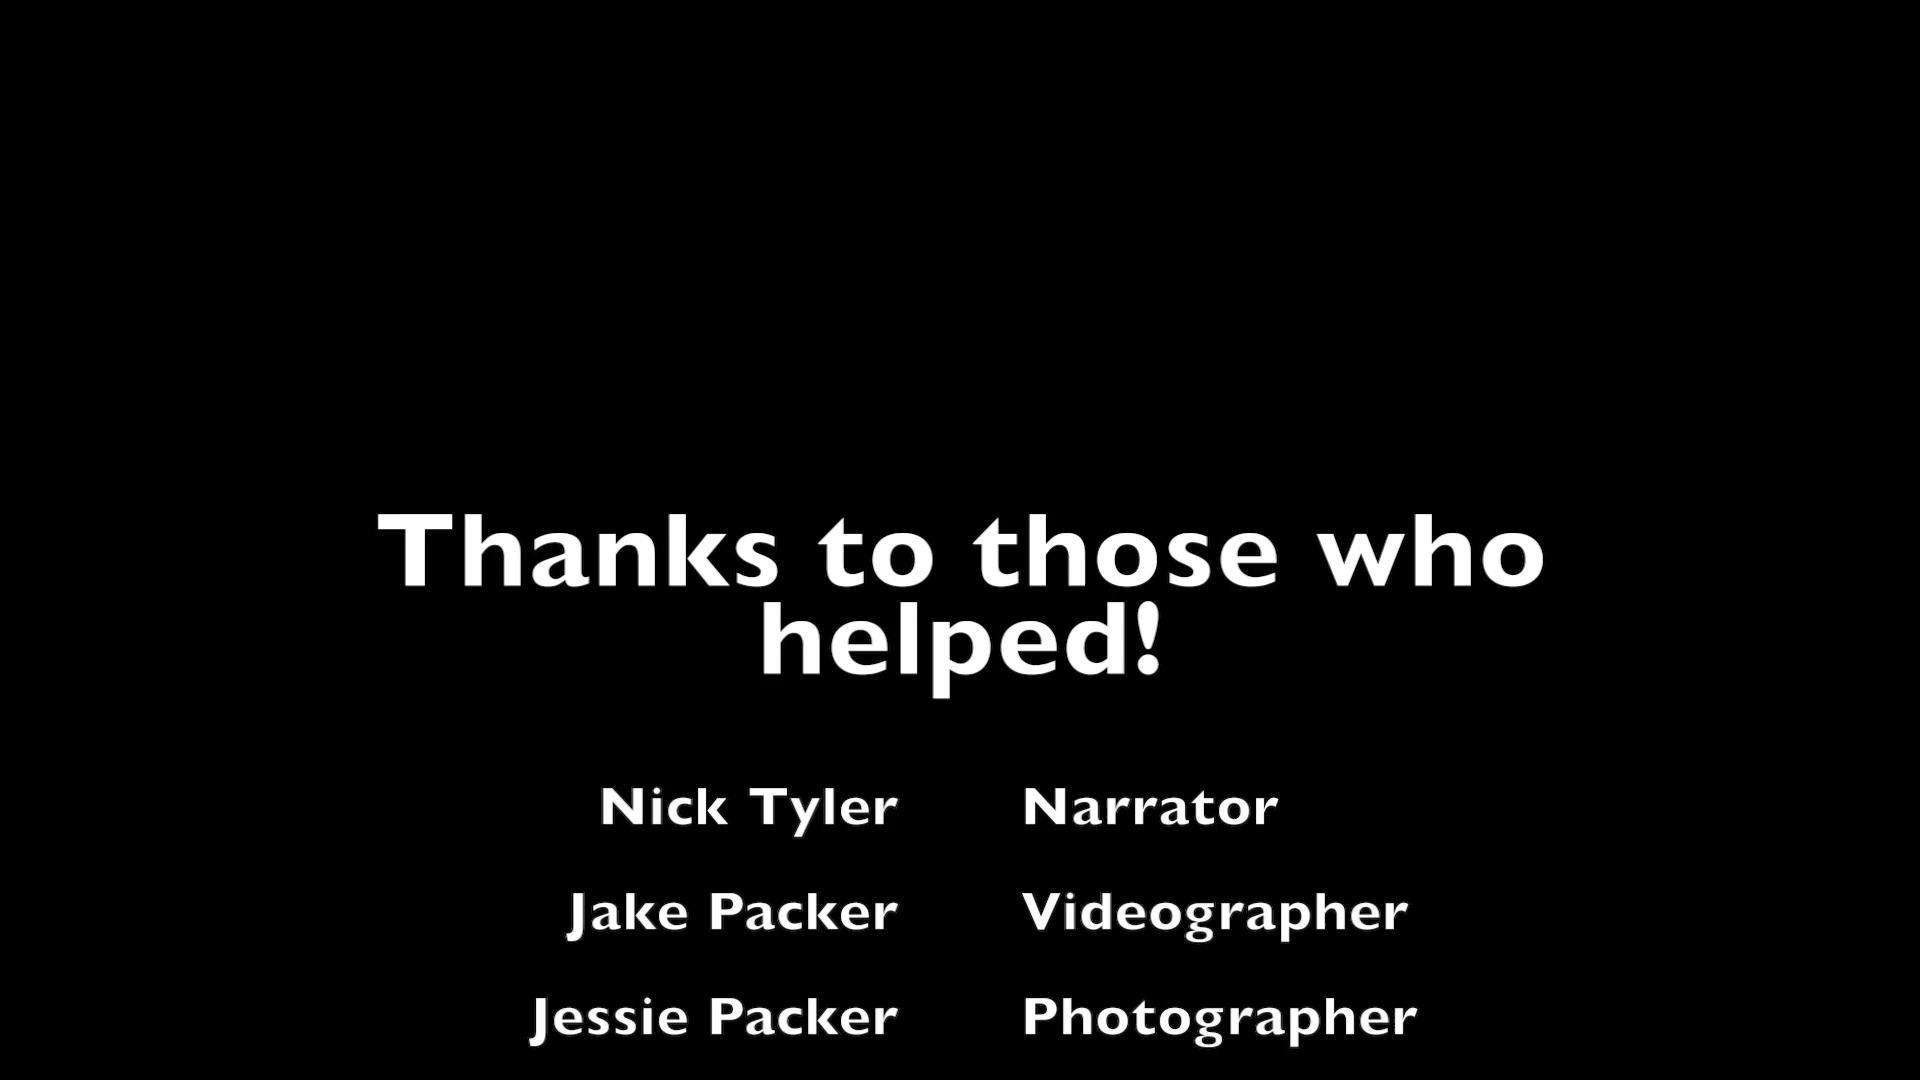 Thanks to those who
helped!
Nick Tyler Narrator
Jake Packer Videographer
Jessie Packer Photographer